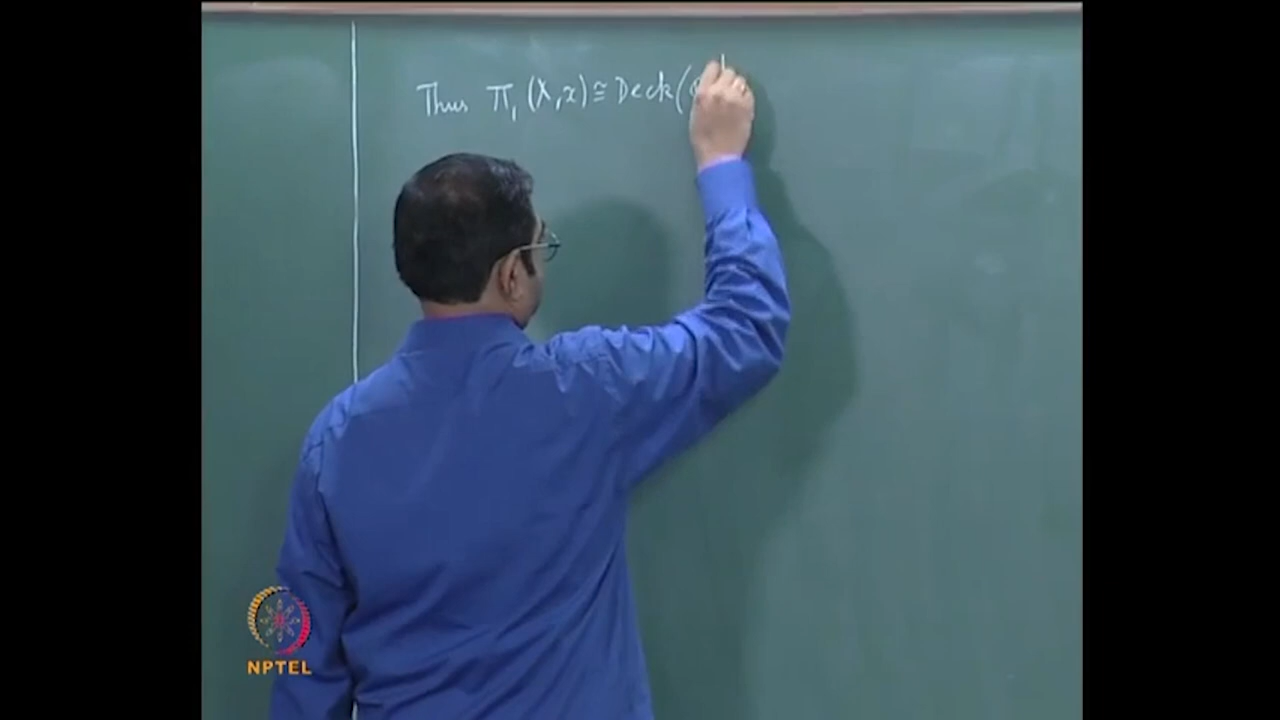 Thus π₁(X,x) ≅ Deck(
NPTEL